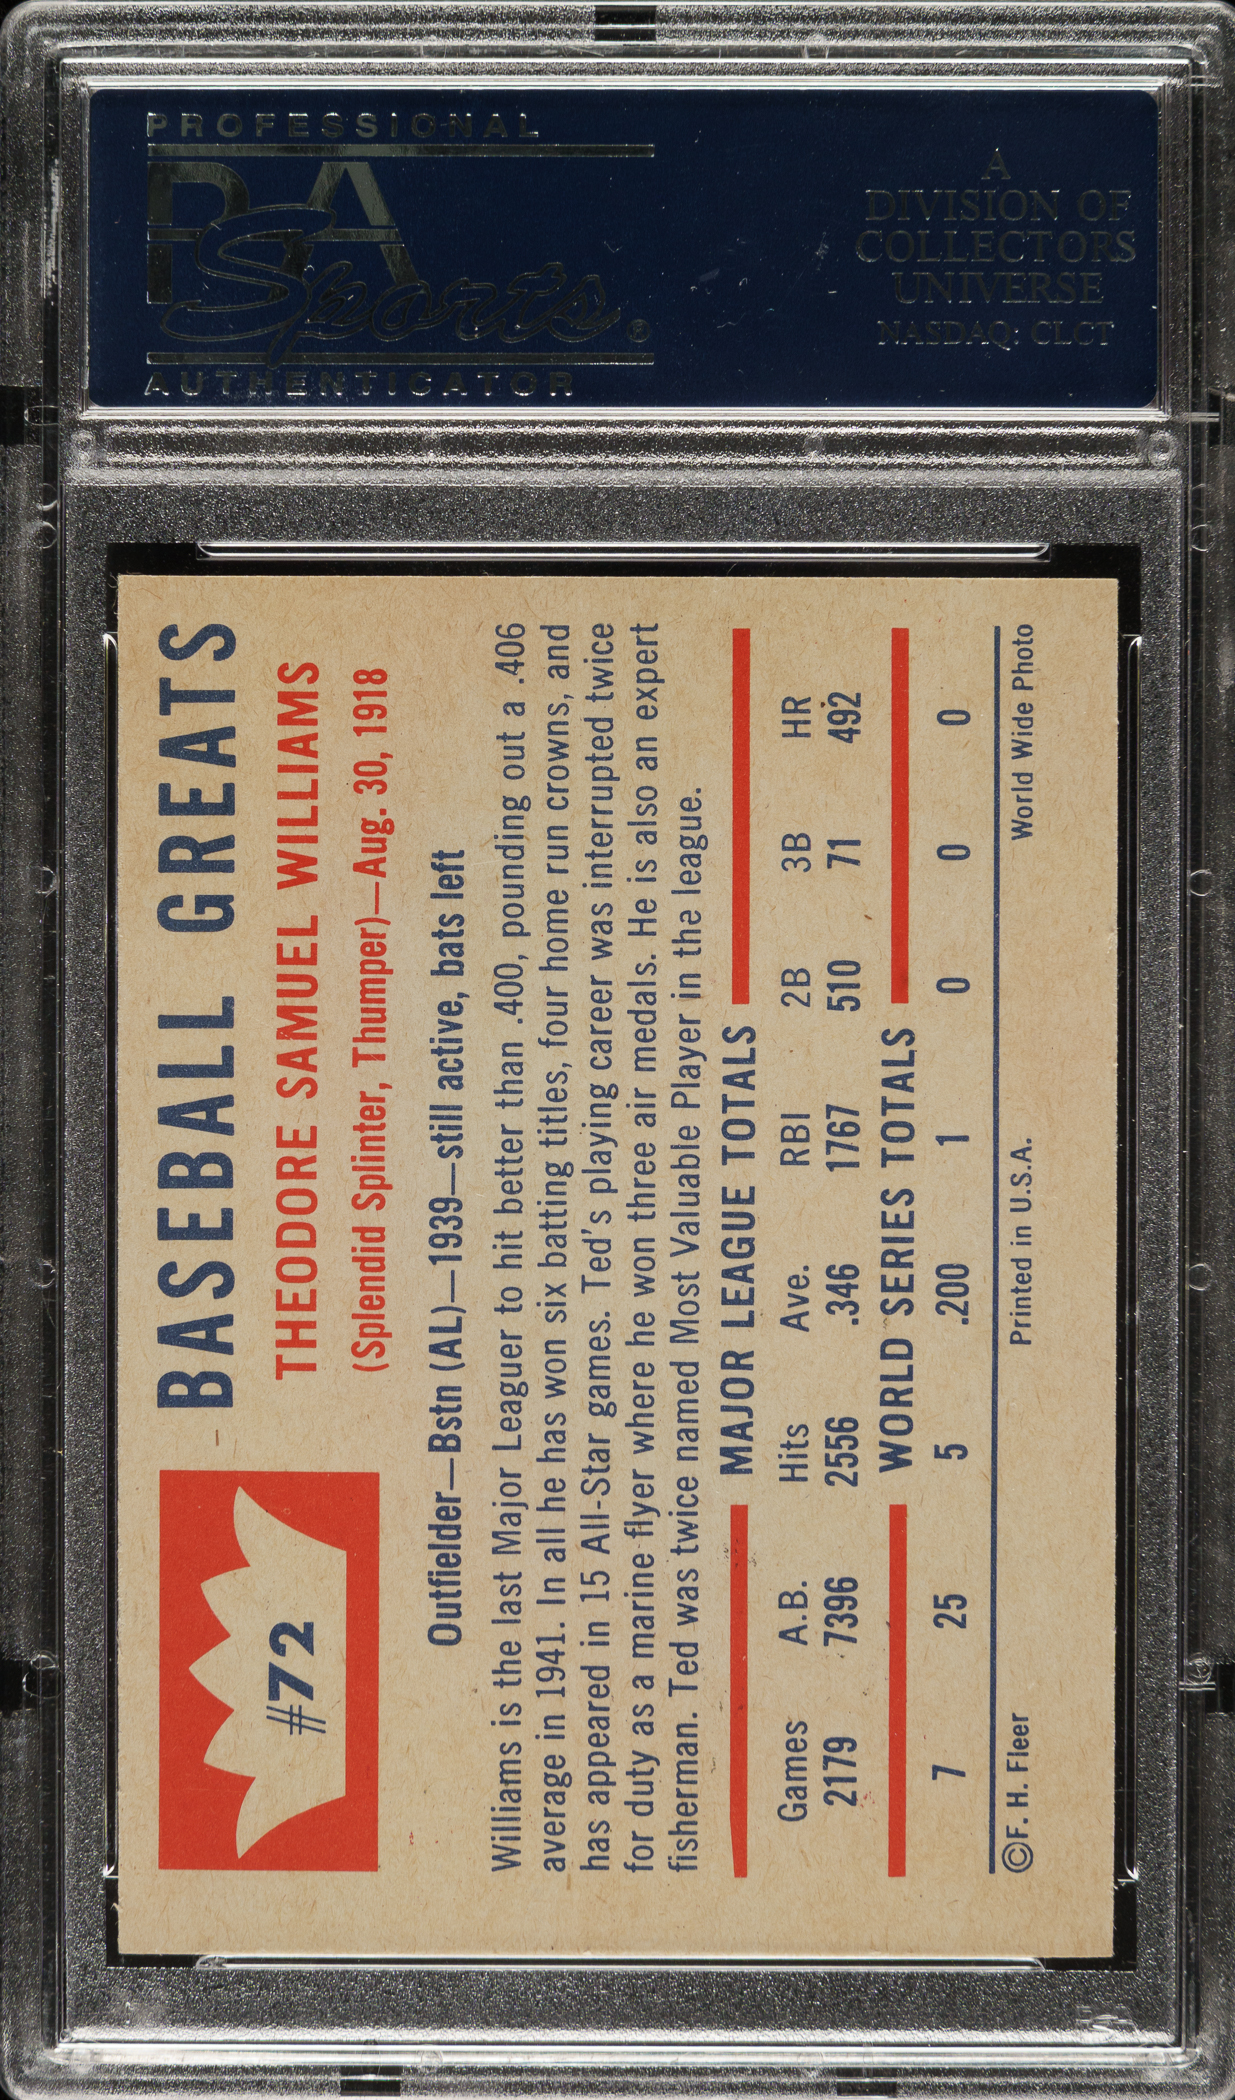 PROFESSIONAL
PSA
Sports®
AUTHENTICATOR
A
DIVISION OF
COLLECTORS
UNIVERSE
NASDAQ: CLCT
#72
BASEBALL GREATS
THEODORE SAMUEL WILLIAMS
(Splendid Splinter, Thumper)—Aug. 30, 1918
Outfielder—Bstn (AL)—1939—still active, bats left
Williams is the last Major Leaguer to hit better than .400, pounding out a .406
average in 1941. In all he has won six batting titles, four home run crowns, and
has appeared in 15 All-Star games. Ted's playing career was interrupted twice
for duty as a marine flyer where he won three air medals. He is also an expert
fisherman. Ted was twice named Most Valuable Player in the league.
MAJOR LEAGUE TOTALS
Games A.B. Hits Ave. RBI 2B 3B HR
2179 7396 2556 .346 1767 510 71 492
WORLD SERIES TOTALS
7 25 5 .200 1 0 0 0
©F. H. Fleer Printed in U.S.A. World Wide Photo